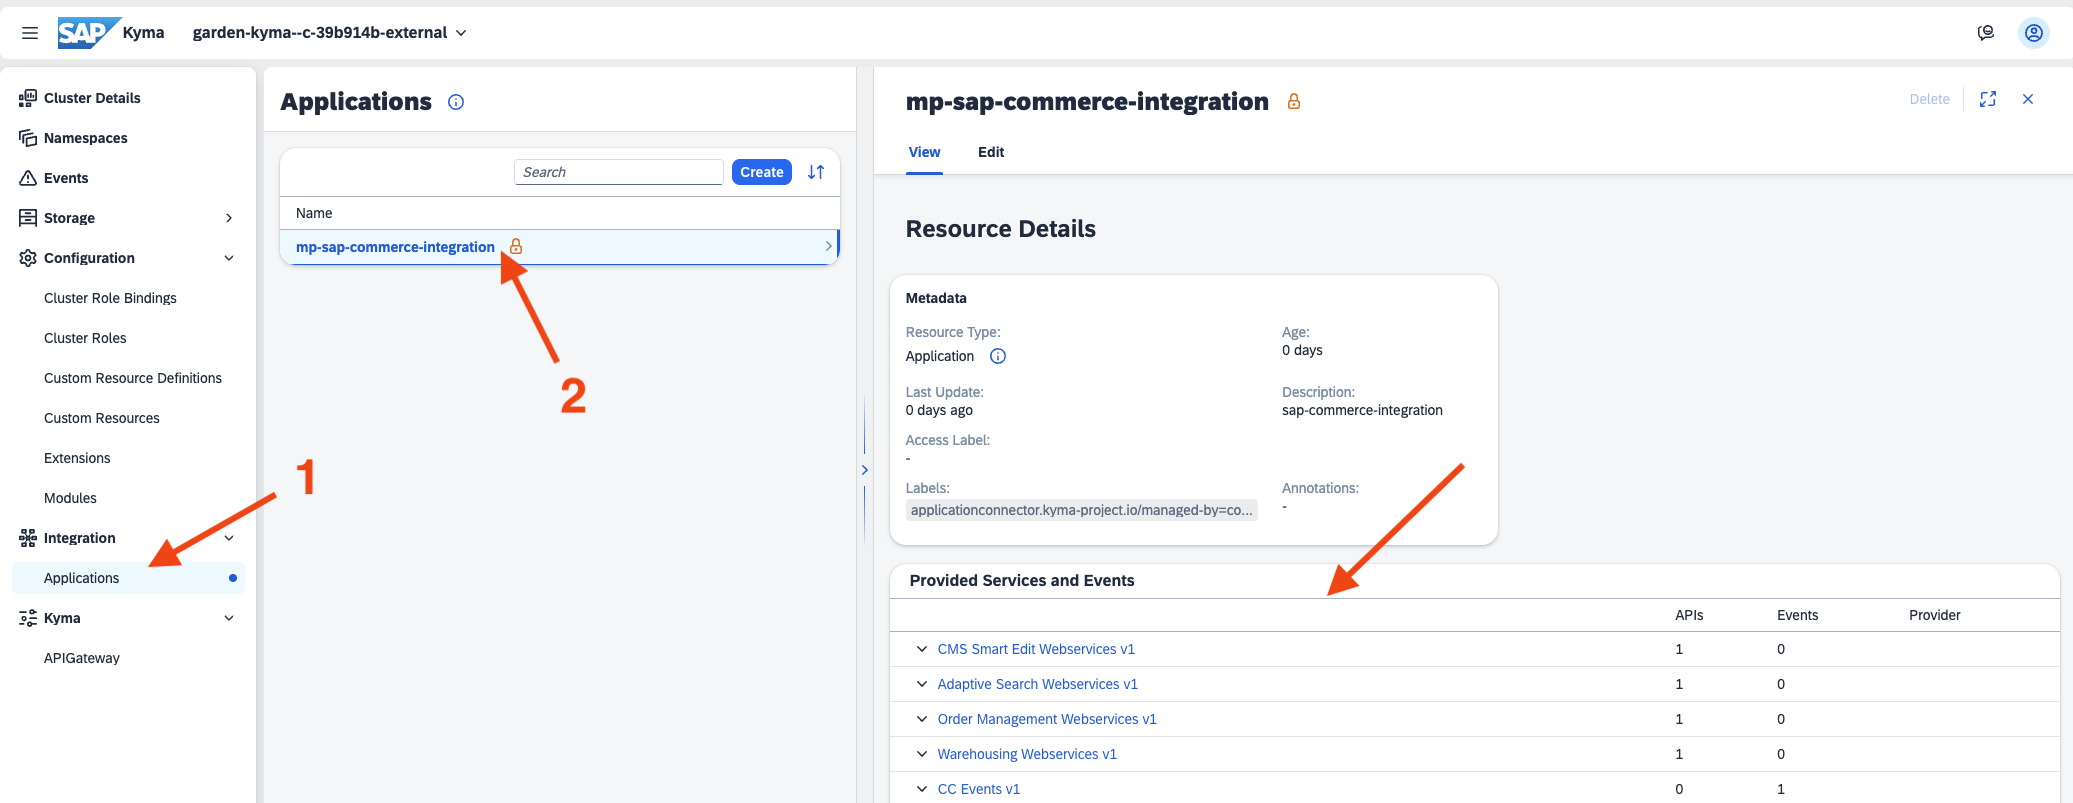 SAP Kyma garden-kyma--c-39b914b-external
Cluster Details
Namespaces
Events
Storage
Configuration
Cluster Role Bindings
Cluster Roles
Custom Resource Definitions
Custom Resources
Extensions
Modules
Integration
Applications
Kyma
APIGateway
1
Applications
Search Create
Name
mp-sap-commerce-integration
2
mp-sap-commerce-integration
Delete
View Edit
Resource Details
Metadata
Resource Type:
Application
Age:
0 days
Last Update:
0 days ago
Description:
sap-commerce-integration
Access Label:
-
Labels:
applicationconnector.kyma-project.io/managed-by=co...
Annotations:
-
Provided Services and Events
APIs Events Provider
CMS Smart Edit Webservices v1 1 0
Adaptive Search Webservices v1 1 0
Order Management Webservices v1 1 0
Warehousing Webservices v1 1 0
CC Events v1 0 1